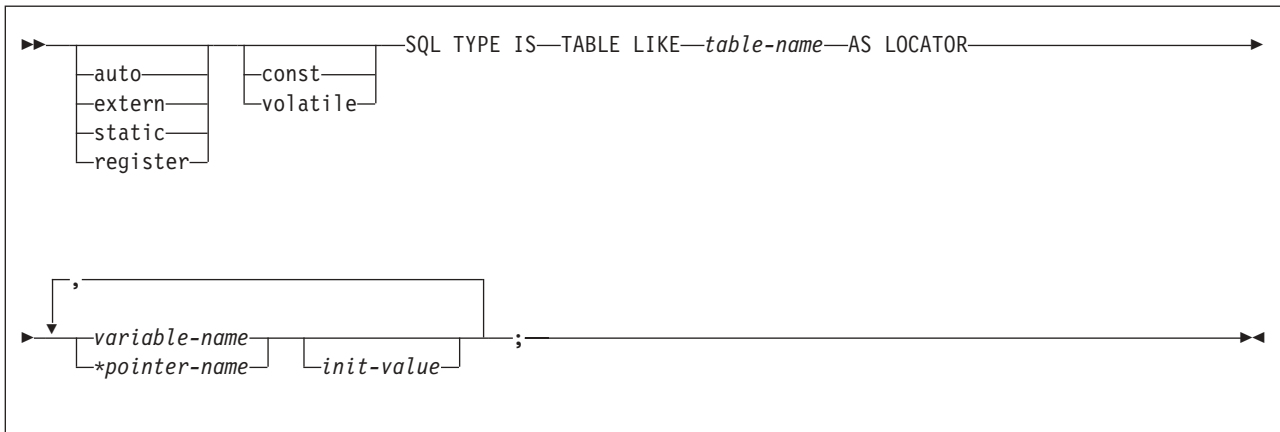 SQL TYPE IS TABLE LIKE table-name AS LOCATOR
auto const
extern volatile
static
register
,
variable-name ;
*pointer-name init-value